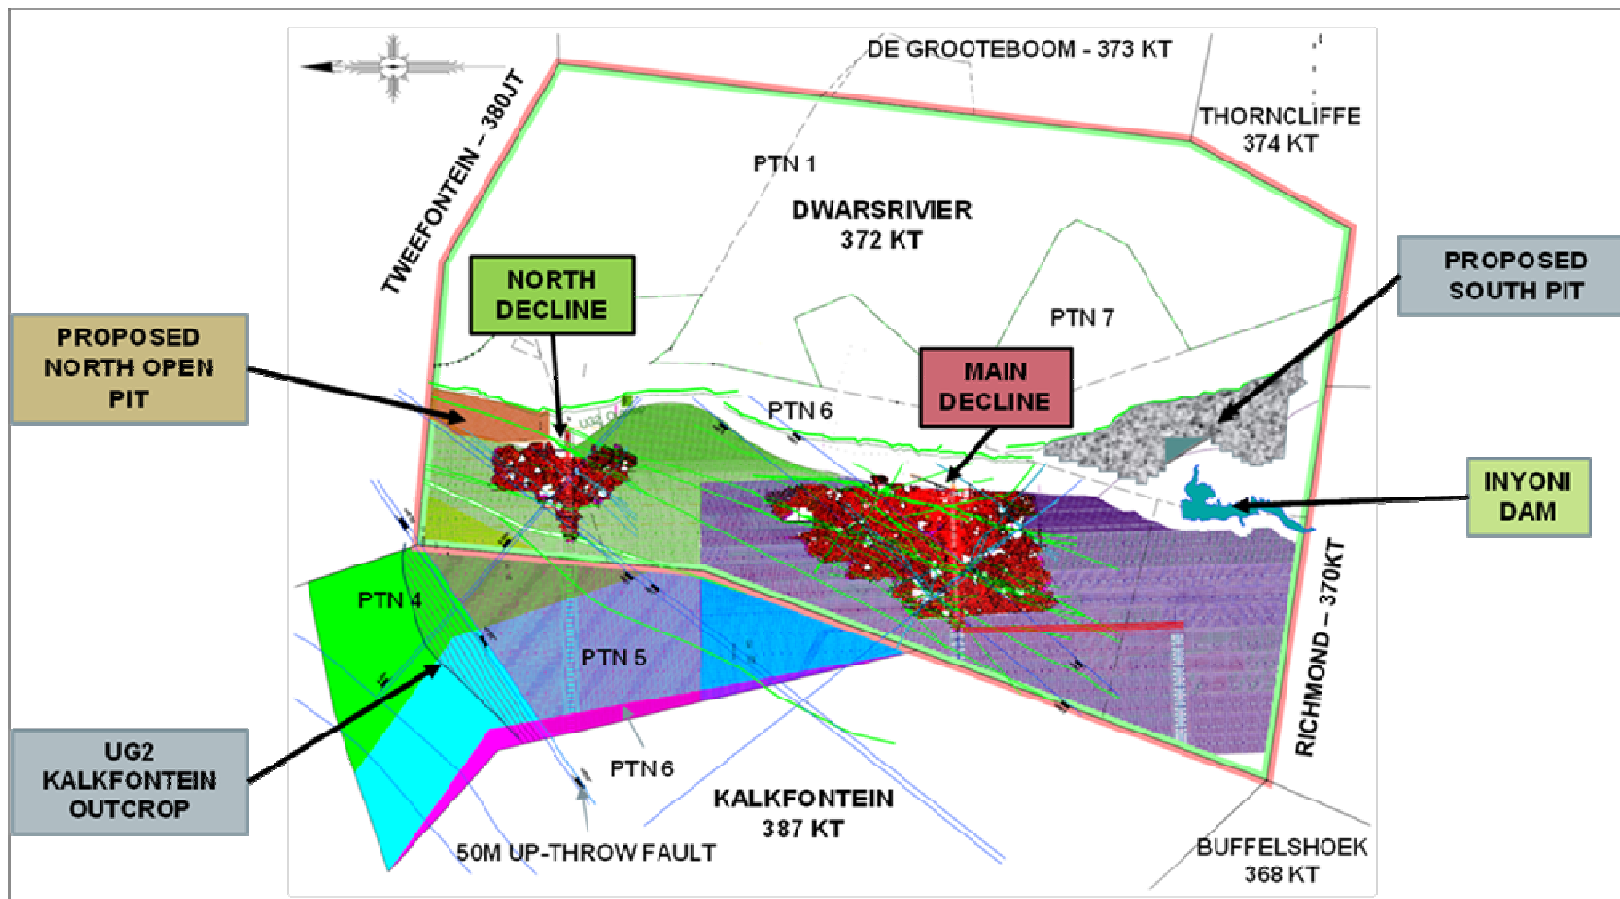 DE GROOTEBOOM - 373 KT
THORNCLIFFE
374 KT
TWEEFONTEIN – 380JT
PTN 1
DWARSRIVIER
372 KT
NORTH
DECLINE
PROPOSED
SOUTH PIT
PROPOSED
NORTH OPEN
PIT
PTN 7
MAIN
DECLINE
PTN 6
INYONI
DAM
PTN 4
PTN 5
RICHMOND – 370KT
UG2
KALKFONTEIN
OUTCROP
PTN 6
KALKFONTEIN
387 KT
50M UP-THROW FAULT
BUFFELSHOEK
368 KT